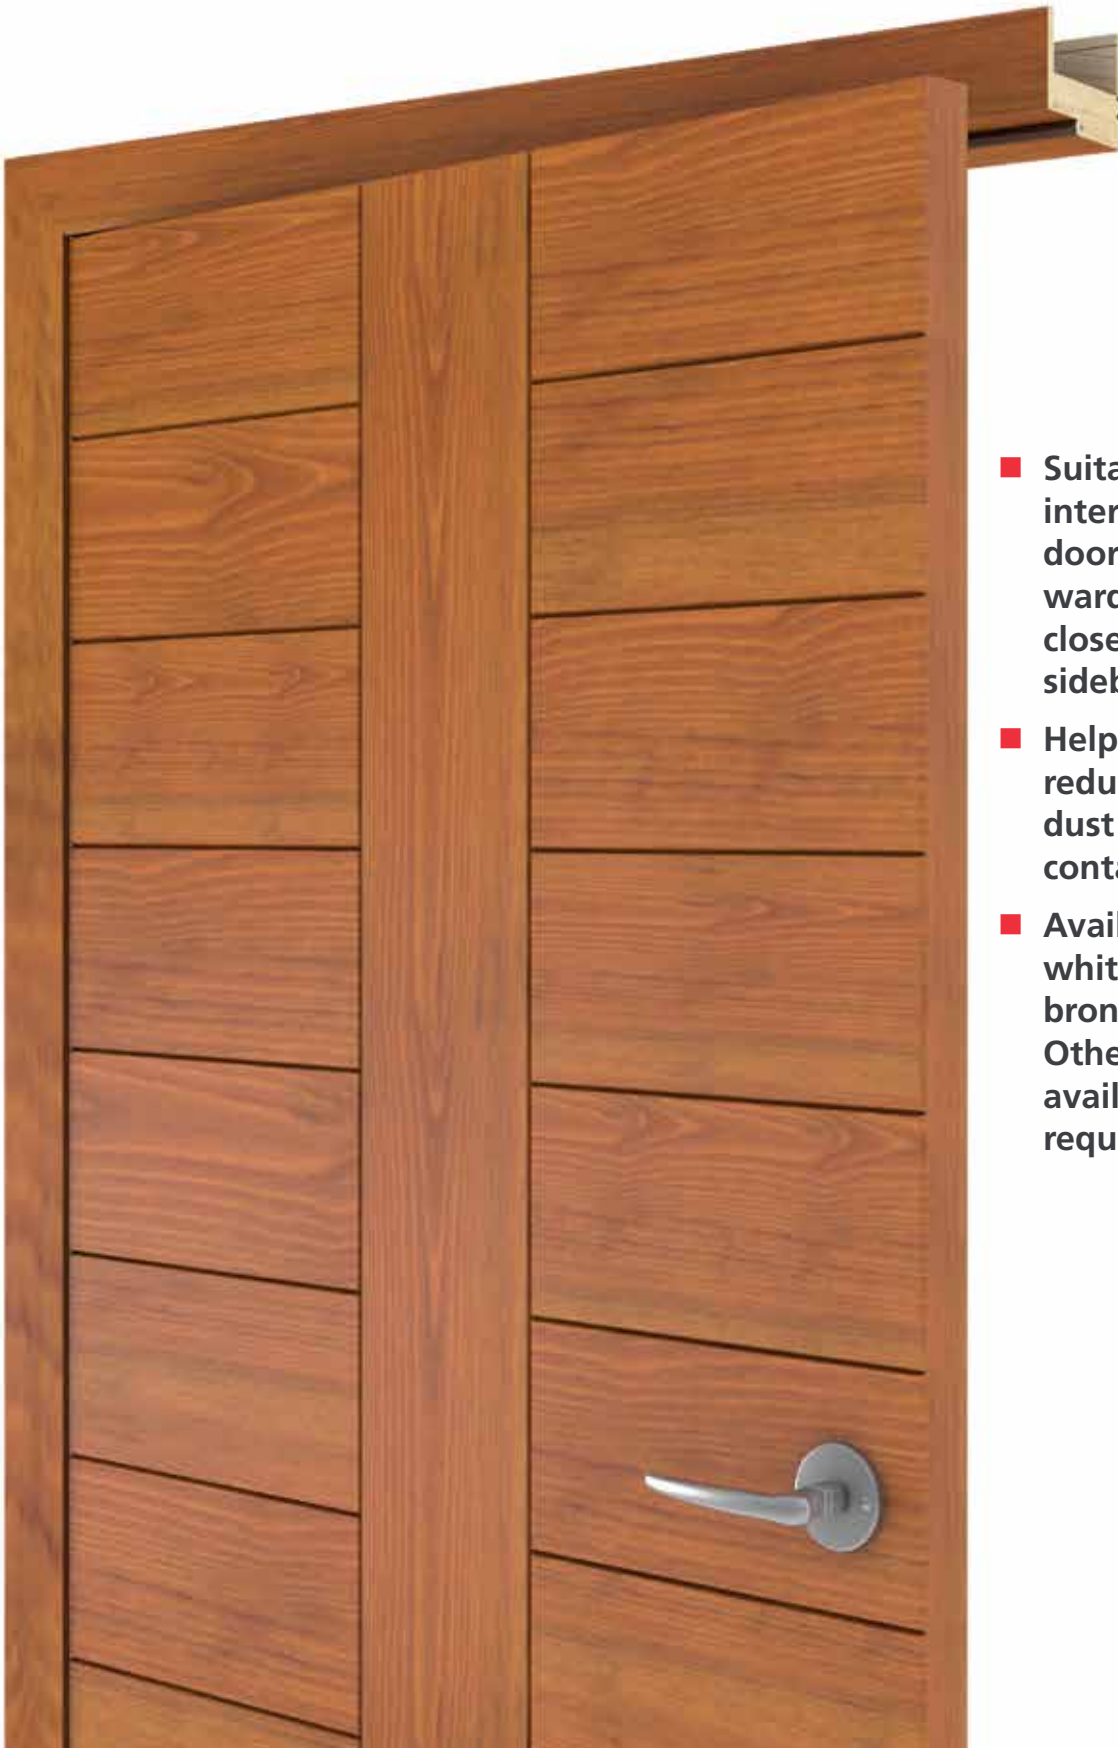 Suita
inter
door
ward
close
sideb
Help
redu
dust
conta
Avail
whit
bron
Othe
avail
requ